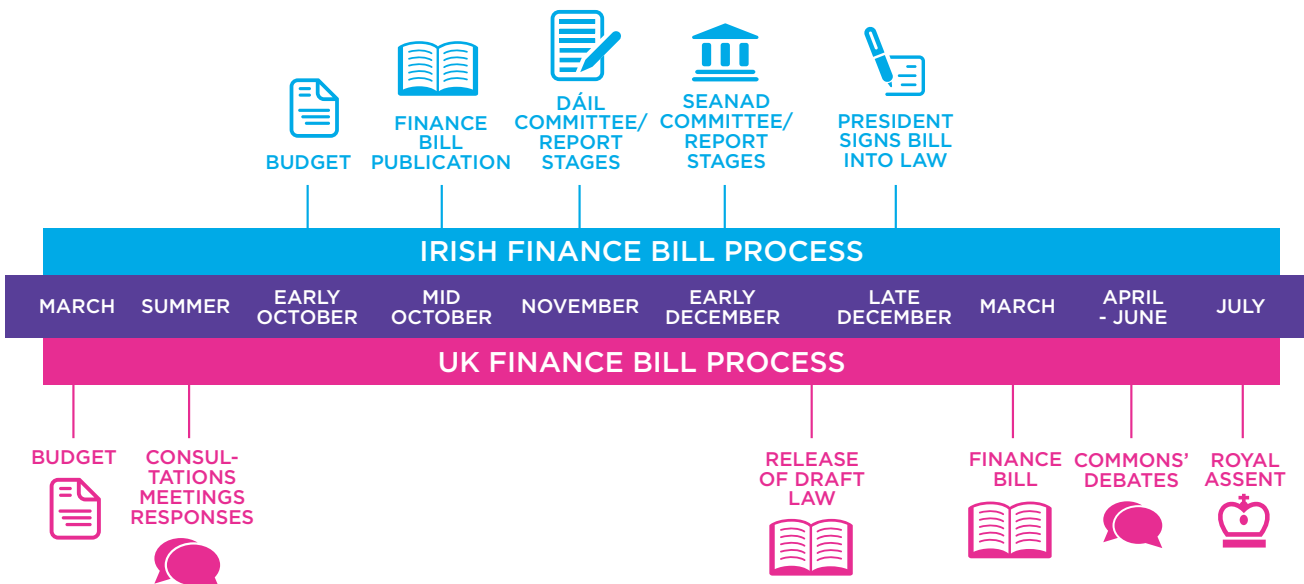 BUDGET
FINANCE
BILL
PUBLICATION
DÁIL
COMMITTEE/
REPORT
STAGES
SEANAD
COMMITTEE/
REPORT
STAGES
PRESIDENT
SIGNS BILL
INTO LAW
IRISH FINANCE BILL PROCESS
MARCH
SUMMER
EARLY
OCTOBER
MID
OCTOBER
NOVEMBER
EARLY
DECEMBER
LATE
DECEMBER
MARCH
APRIL
- JUNE
JULY
UK FINANCE BILL PROCESS
BUDGET
CONSUL-
TATIONS
MEETINGS
RESPONSES
RELEASE
OF DRAFT
LAW
FINANCE
BILL
COMMONS’
DEBATES
ROYAL
ASSENT